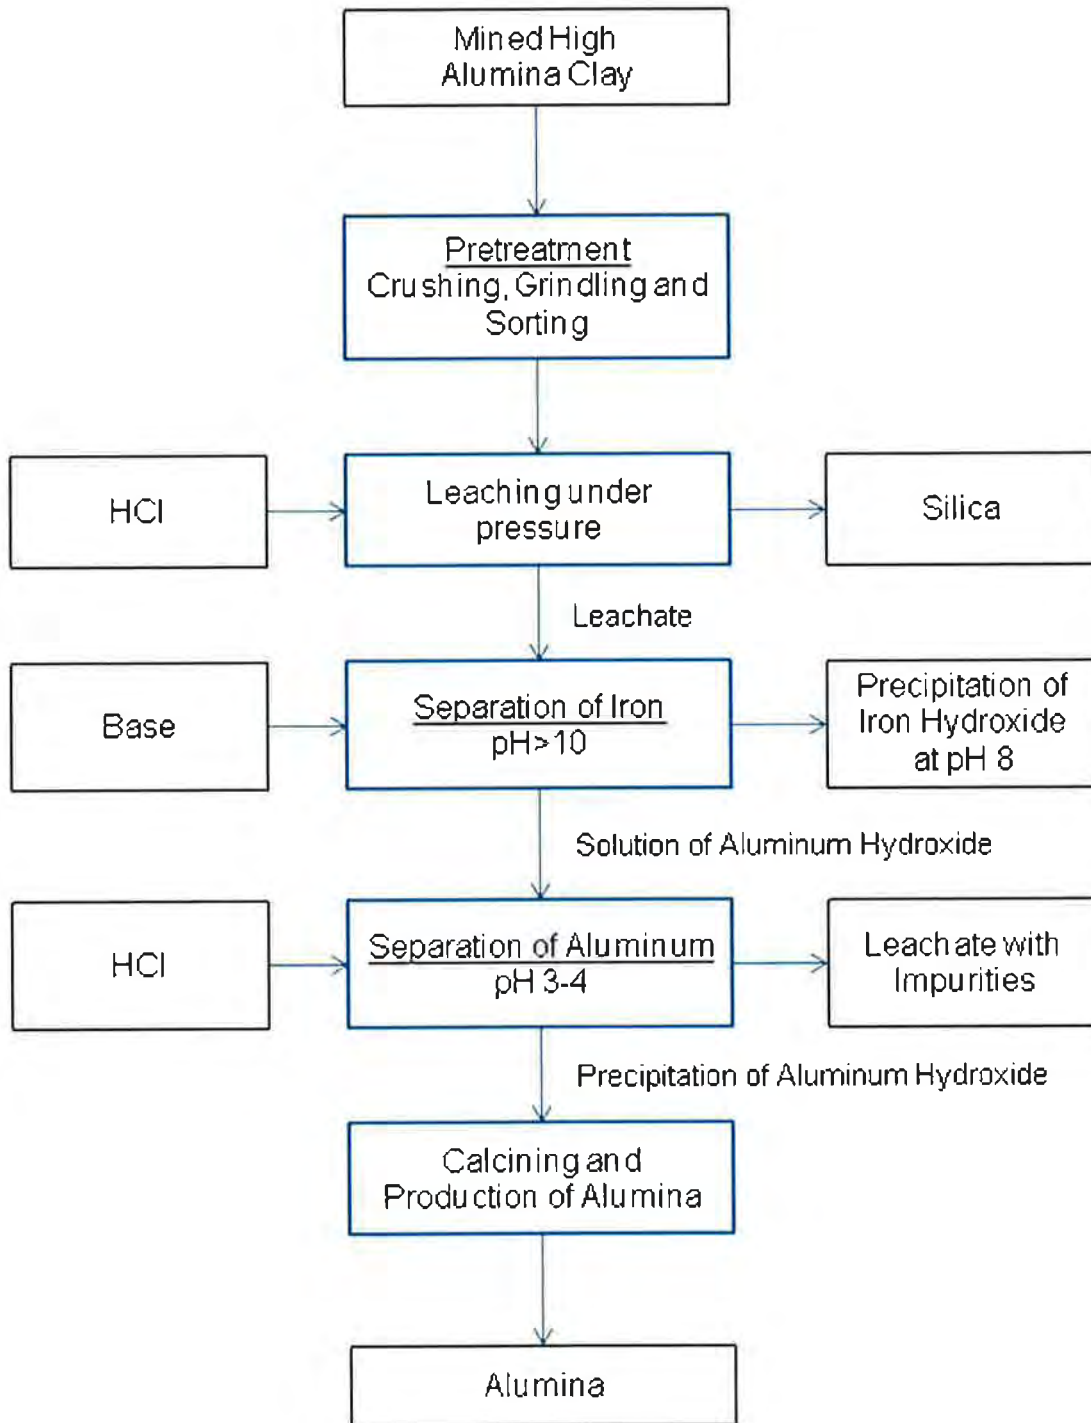 Mined High
Alumina Clay
Pretreatment
Crushing, Grindling and
Sorting
HCl
Leaching under
pressure
Silica
Leachate
Base
Separation of Iron
pH>10
Precipitation of
Iron Hydroxide
at pH 8
Solution of Aluminum Hydroxide
HCl
Separation of Aluminum
pH 3-4
Leachate with
Impurities
Precipitation of Aluminum Hydroxide
Calcining and
Production of Alumina
Alumina